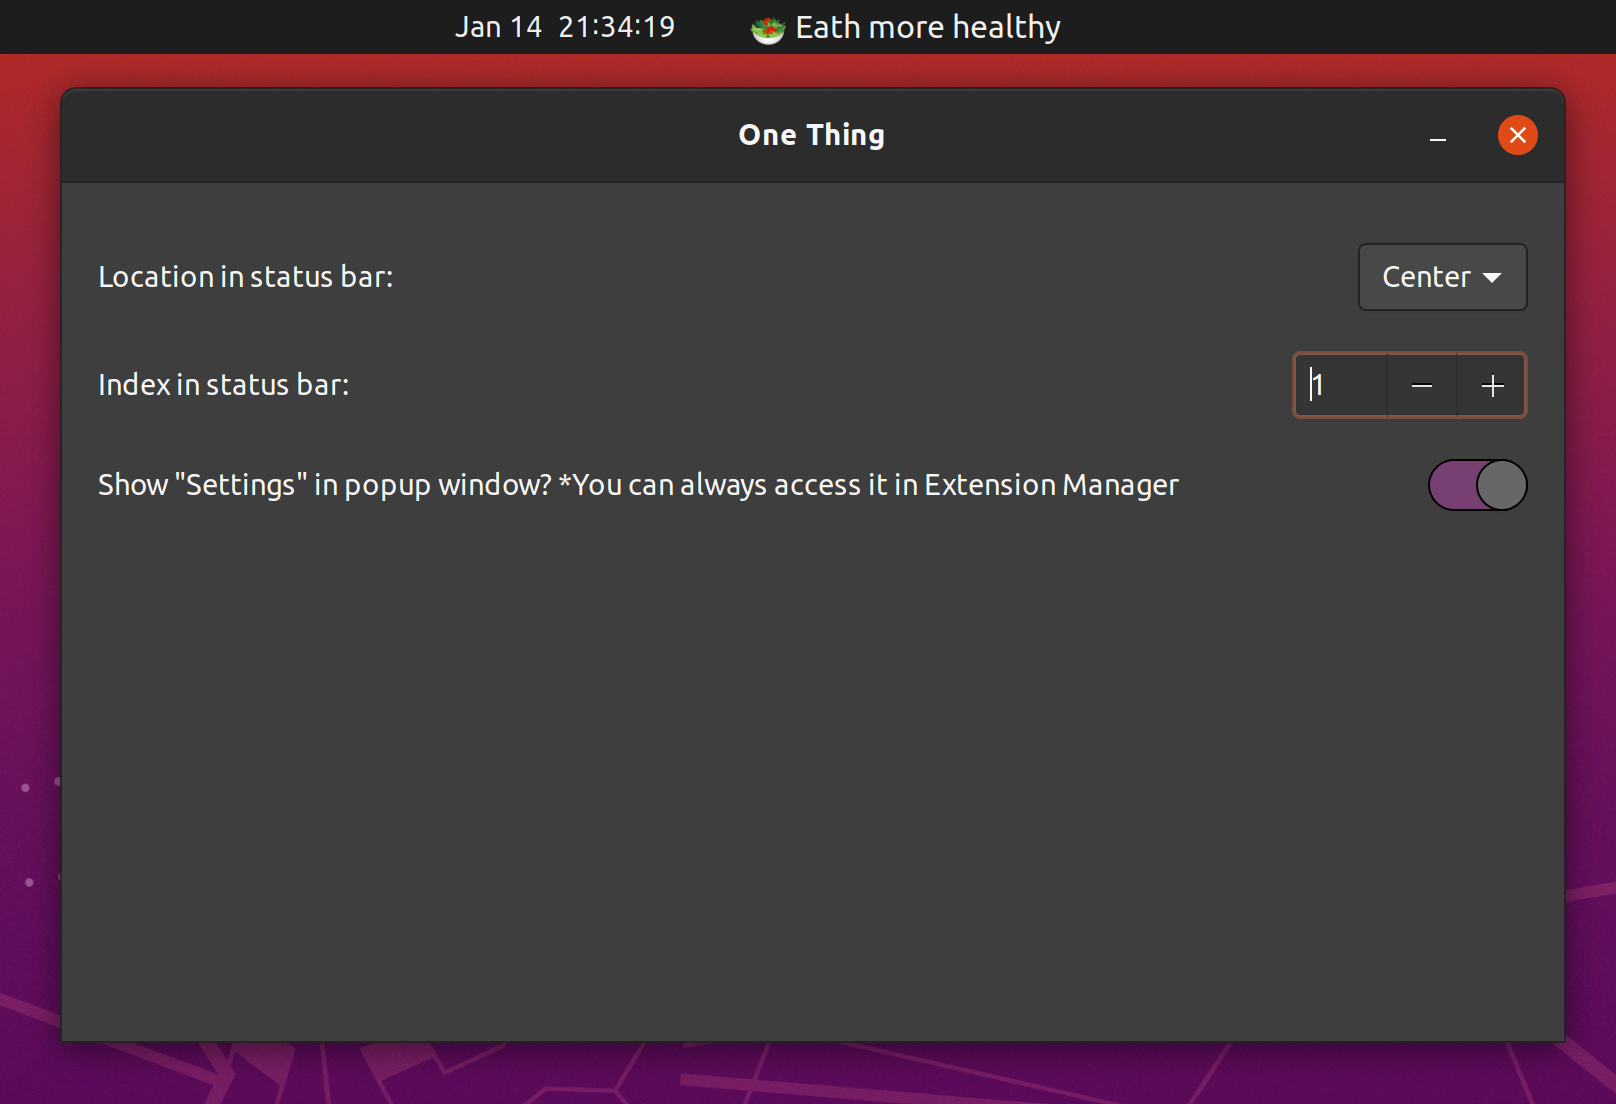 Jan 14 21:34:19 🥗 Eath more healthy
One Thing
Location in status bar: Center
Index in status bar: 1
Show "Settings" in popup window? *You can always access it in Extension Manager